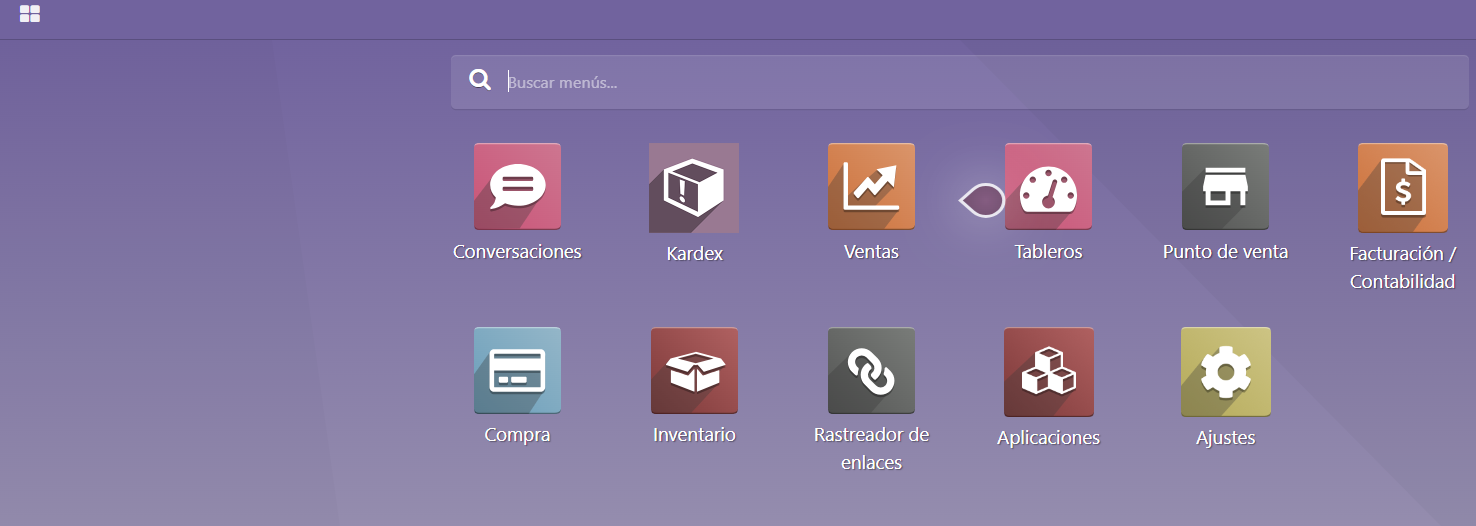 Buscar menús...
Conversaciones
Kardex
Ventas
Tableros
Punto de venta
Facturación /
Contabilidad
Compra
Inventario
Rastreador de
enlaces
Aplicaciones
Ajustes